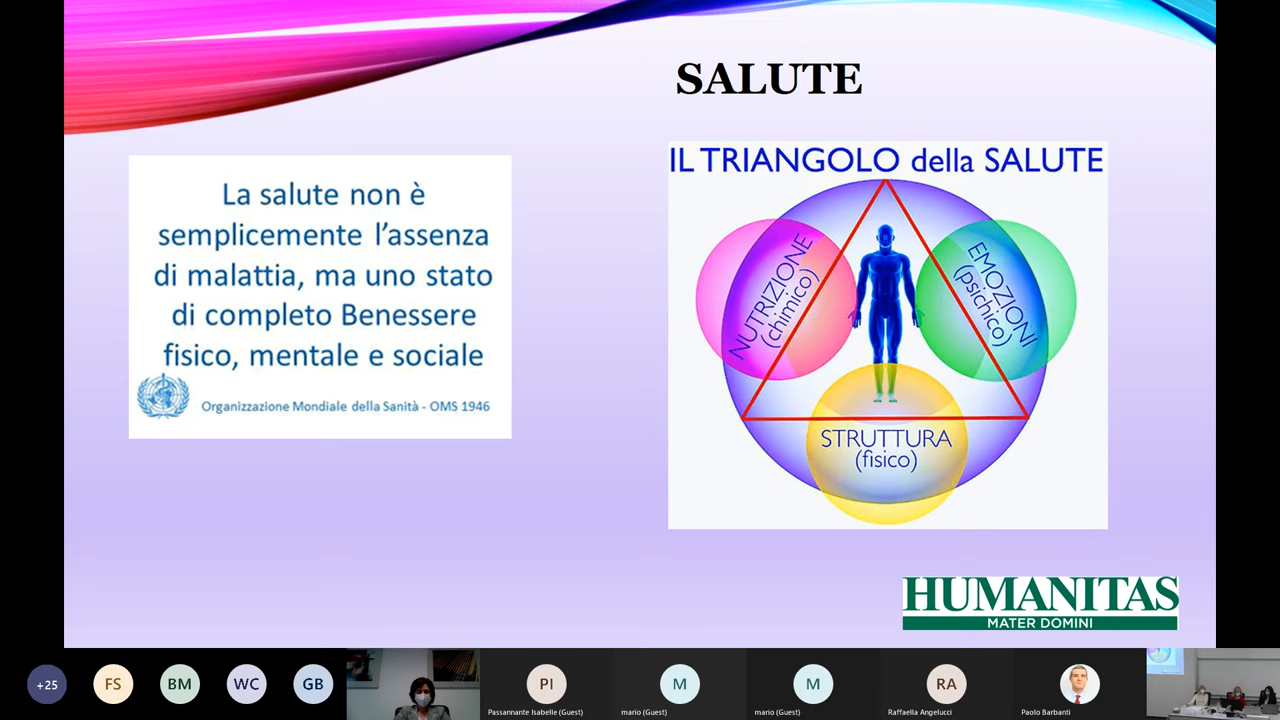 SALUTE
La salute non è
semplicemente l'assenza
di malattia, ma uno stato
di completo Benessere
fisico, mentale e sociale
Organizzazione Mondiale della Sanità - OMS 1946
IL TRIANGOLO della SALUTE
NUTRIZIONE
(chimico)
EMOZIONI
(psichico)
STRUTTURA
(fisico)
HUMANITAS
MATER DOMINI
+25
FS
BM
WC
GB
PI
Passannante Isabelle (Guest)
M
mario (Guest)
M
mario (Guest)
RA
Raffaella Angelucci
Paolo Barbanti